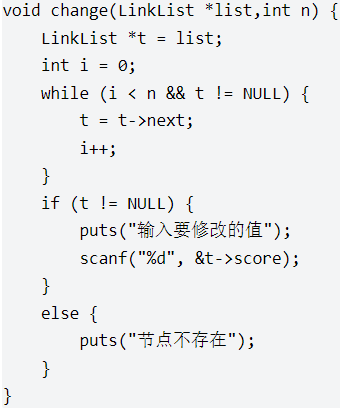 void change(LinkList *list,int n) {
    LinkList *t = list;
    int i = 0;
    while (i < n && t != NULL) {
        t = t->next;
        i++;
    }
    if (t != NULL) {
        puts("输入要修改的值");
        scanf("%d", &t->score);
    }
    else {
        puts("节点不存在");
    }
}